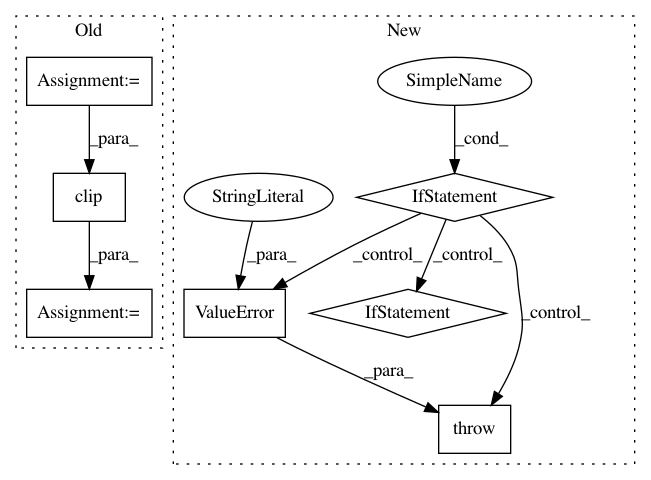 Old
New
Assignment:=
SimpleName
_para_
_cond_
clip
StringLiteral
IfStatement
_para_
_para_
_control_
_control_
Assignment:=
ValueError
IfStatement
_control_
_para_
throw